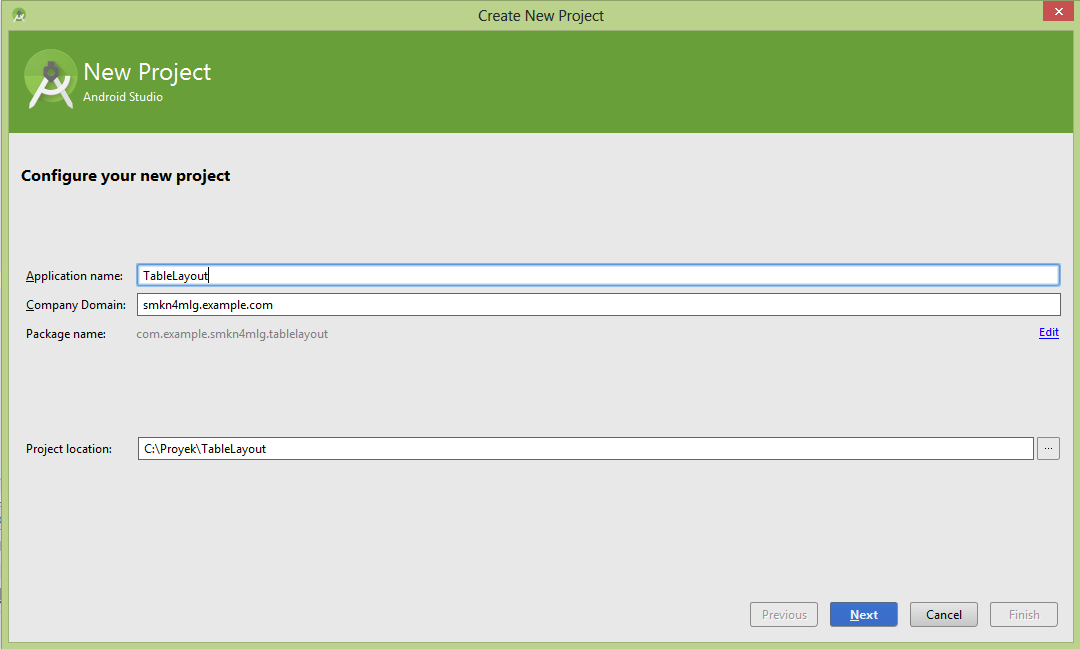 Create New Project
New Project
Android Studio
Configure your new project
Application name: TableLayout
Company Domain: smkn4mlg.example.com
Package name: com.example.smkn4mlg.tablelayout Edit
Project location: C:\Proyek\TableLayout ...
Previous Next Cancel Finish